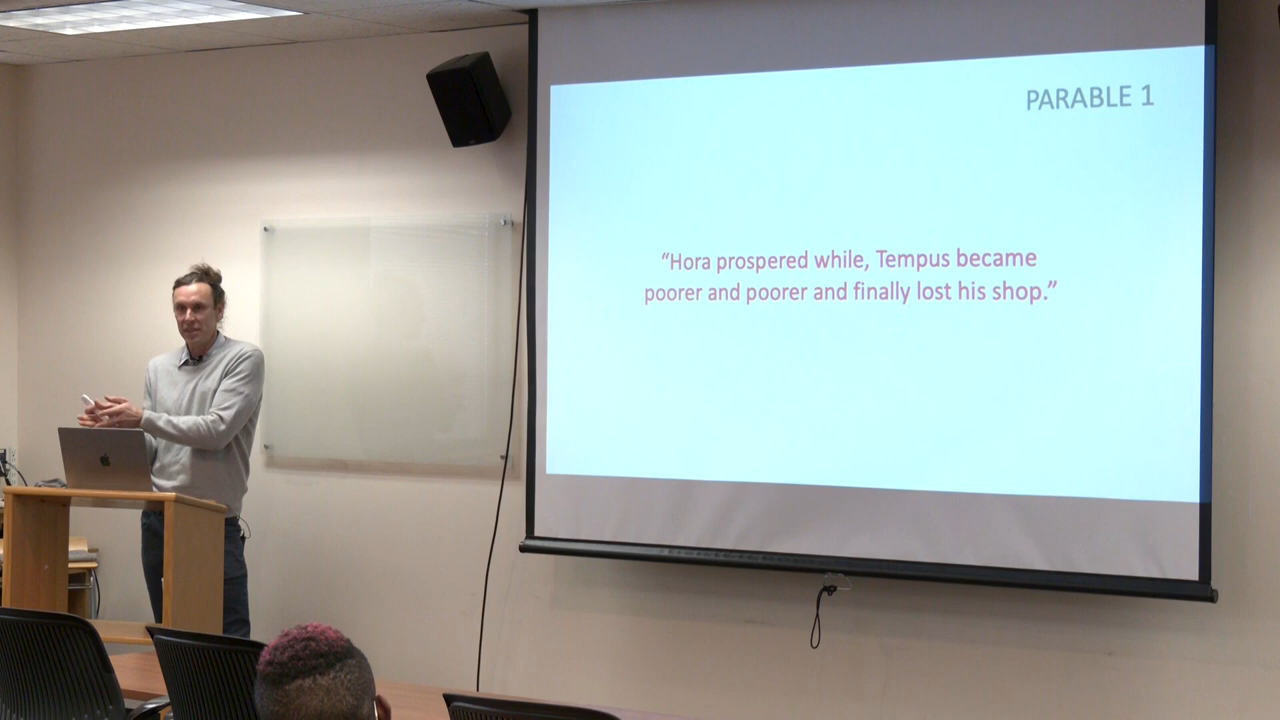 PARABLE 1
“Hora prospered while, Tempus became
poorer and poorer and finally lost his shop.”